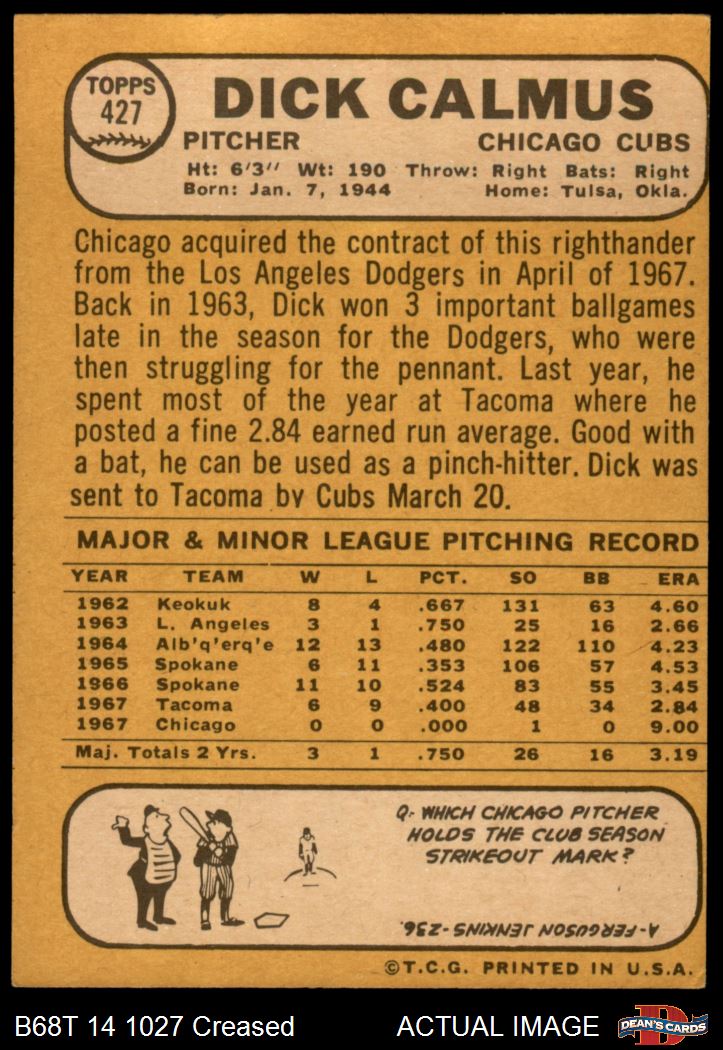 TOPPS
427
DICK CALMUS
PITCHER CHICAGO CUBS
Ht: 6'3" Wt: 190 Throw: Right Bats: Right
Born: Jan. 7, 1944 Home: Tulsa, Okla.
Chicago acquired the contract of this righthander
from the Los Angeles Dodgers in April of 1967.
Back in 1963, Dick won 3 important ballgames
late in the season for the Dodgers, who were
then struggling for the pennant. Last year, he
spent most of the year at Tacoma where he
posted a fine 2.84 earned run average. Good with
a bat, he can be used as a pinch-hitter. Dick was
sent to Tacoma by Cubs March 20.
MAJOR & MINOR LEAGUE PITCHING RECORD
YEAR TEAM W L PCT. SO BB ERA
1962 Keokuk 8 4 .667 131 63 4.60
1963 L. Angeles 3 1 .750 25 16 2.66
1964 Alb'q'erq'e 12 13 .480 122 110 4.23
1965 Spokane 6 11 .353 106 57 4.53
1966 Spokane 11 10 .524 83 55 3.45
1967 Tacoma 6 9 .400 48 34 2.84
1967 Chicago 0 0 .000 1 0 9.00
Maj. Totals 2 Yrs. 3 1 .750 26 16 3.19
Q- WHICH CHICAGO PITCHER
HOLDS THE CLUB SEASON
STRIKEOUT MARK?
A-FERGUSON JENKINS-236.
©T.C.G. PRINTED IN U.S.A.
B68T 14 1027 Creased ACTUAL IMAGE
D
DEAN'S CARDS